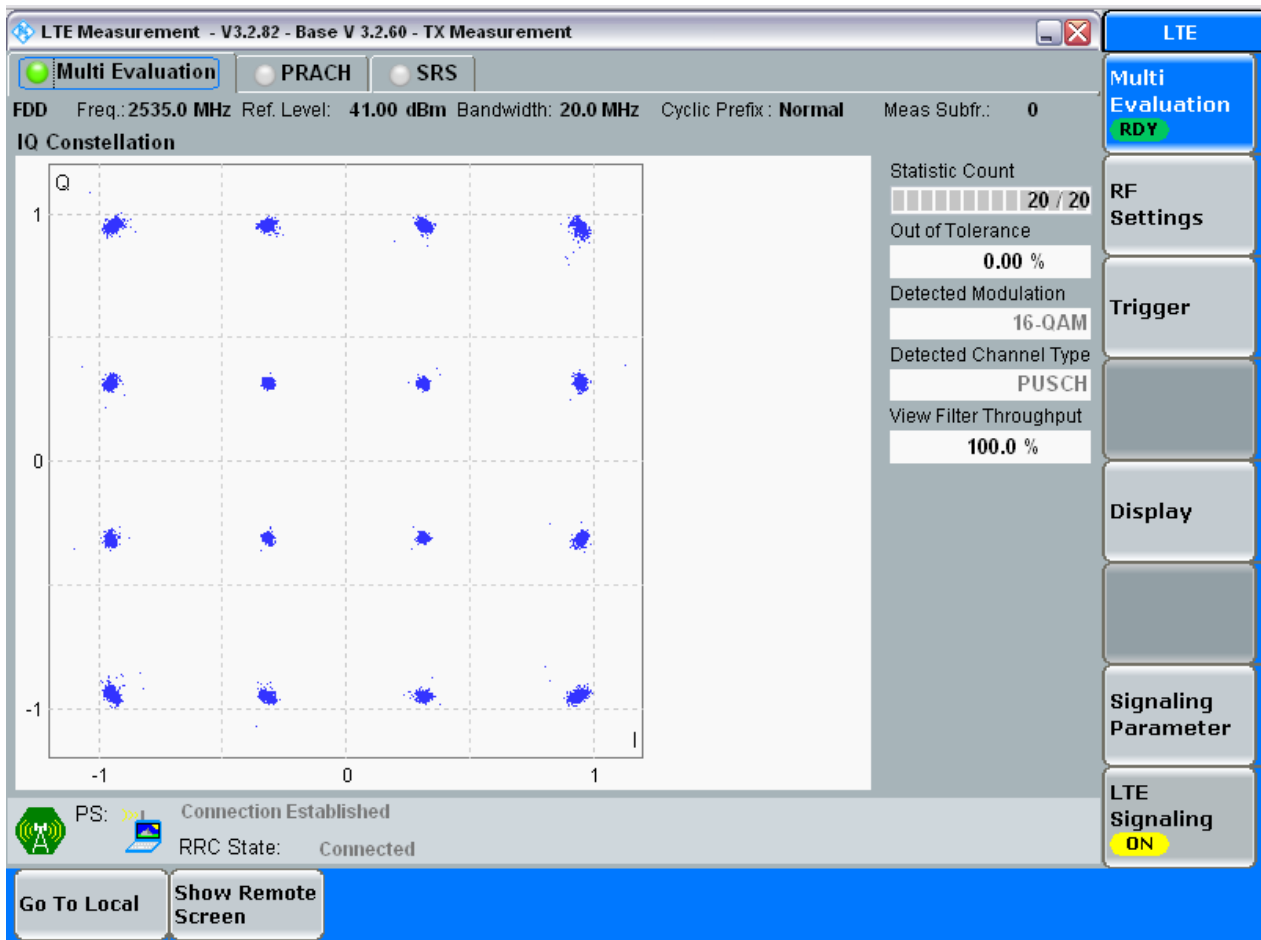 LTE Measurement - V3.2.82 - Base V 3.2.60 - TX Measurement
LTE
Multi Evaluation PRACH SRS
FDD Freq.: 2535.0 MHz Ref. Level: 41.00 dBm Bandwidth: 20.0 MHz Cyclic Prefix : Normal Meas Subfr.: 0
IQ Constellation
Q
1
0
-1
I
-1 0 1
Statistic Count
20 / 20
Out of Tolerance
0.00 %
Detected Modulation
16-QAM
Detected Channel Type
PUSCH
View Filter Throughput
100.0 %
Multi
Evaluation
RDY
RF
Settings
Trigger
Display
Signaling
Parameter
LTE
Signaling
ON
PS: Connection Established
RRC State: Connected
Go To Local
Show Remote
Screen